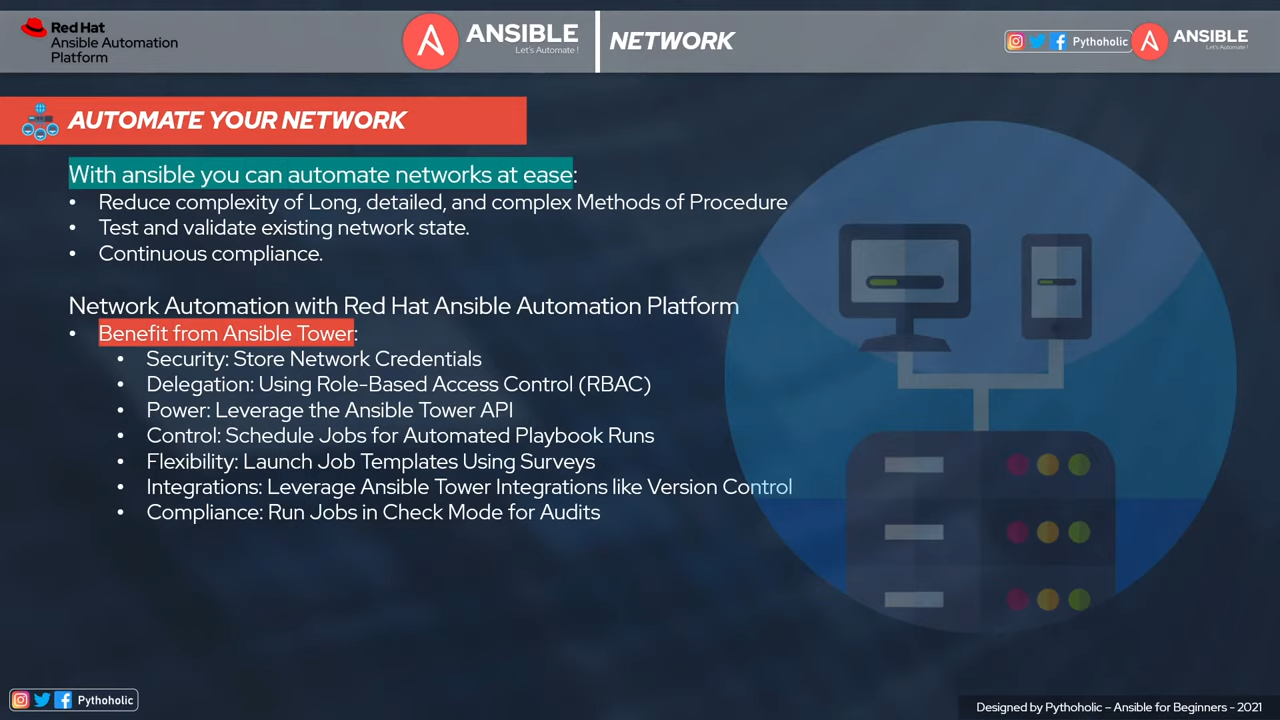 Red Hat
Ansible Automation
Platform
ANSIBLE
Let's Automate !
NETWORK
Pythoholic
ANSIBLE
Let's Automate !
AUTOMATE YOUR NETWORK
With ansible you can automate networks at ease:
• Reduce complexity of Long, detailed, and complex Methods of Procedure
• Test and validate existing network state.
• Continuous compliance.
Network Automation with Red Hat Ansible Automation Platform
• Benefit from Ansible Tower:
• Security: Store Network Credentials
• Delegation: Using Role-Based Access Control (RBAC)
• Power: Leverage the Ansible Tower API
• Control: Schedule Jobs for Automated Playbook Runs
• Flexibility: Launch Job Templates Using Surveys
• Integrations: Leverage Ansible Tower Integrations like Version Control
• Compliance: Run Jobs in Check Mode for Audits
Pythoholic
Designed by Pythoholic – Ansible for Beginners - 2021